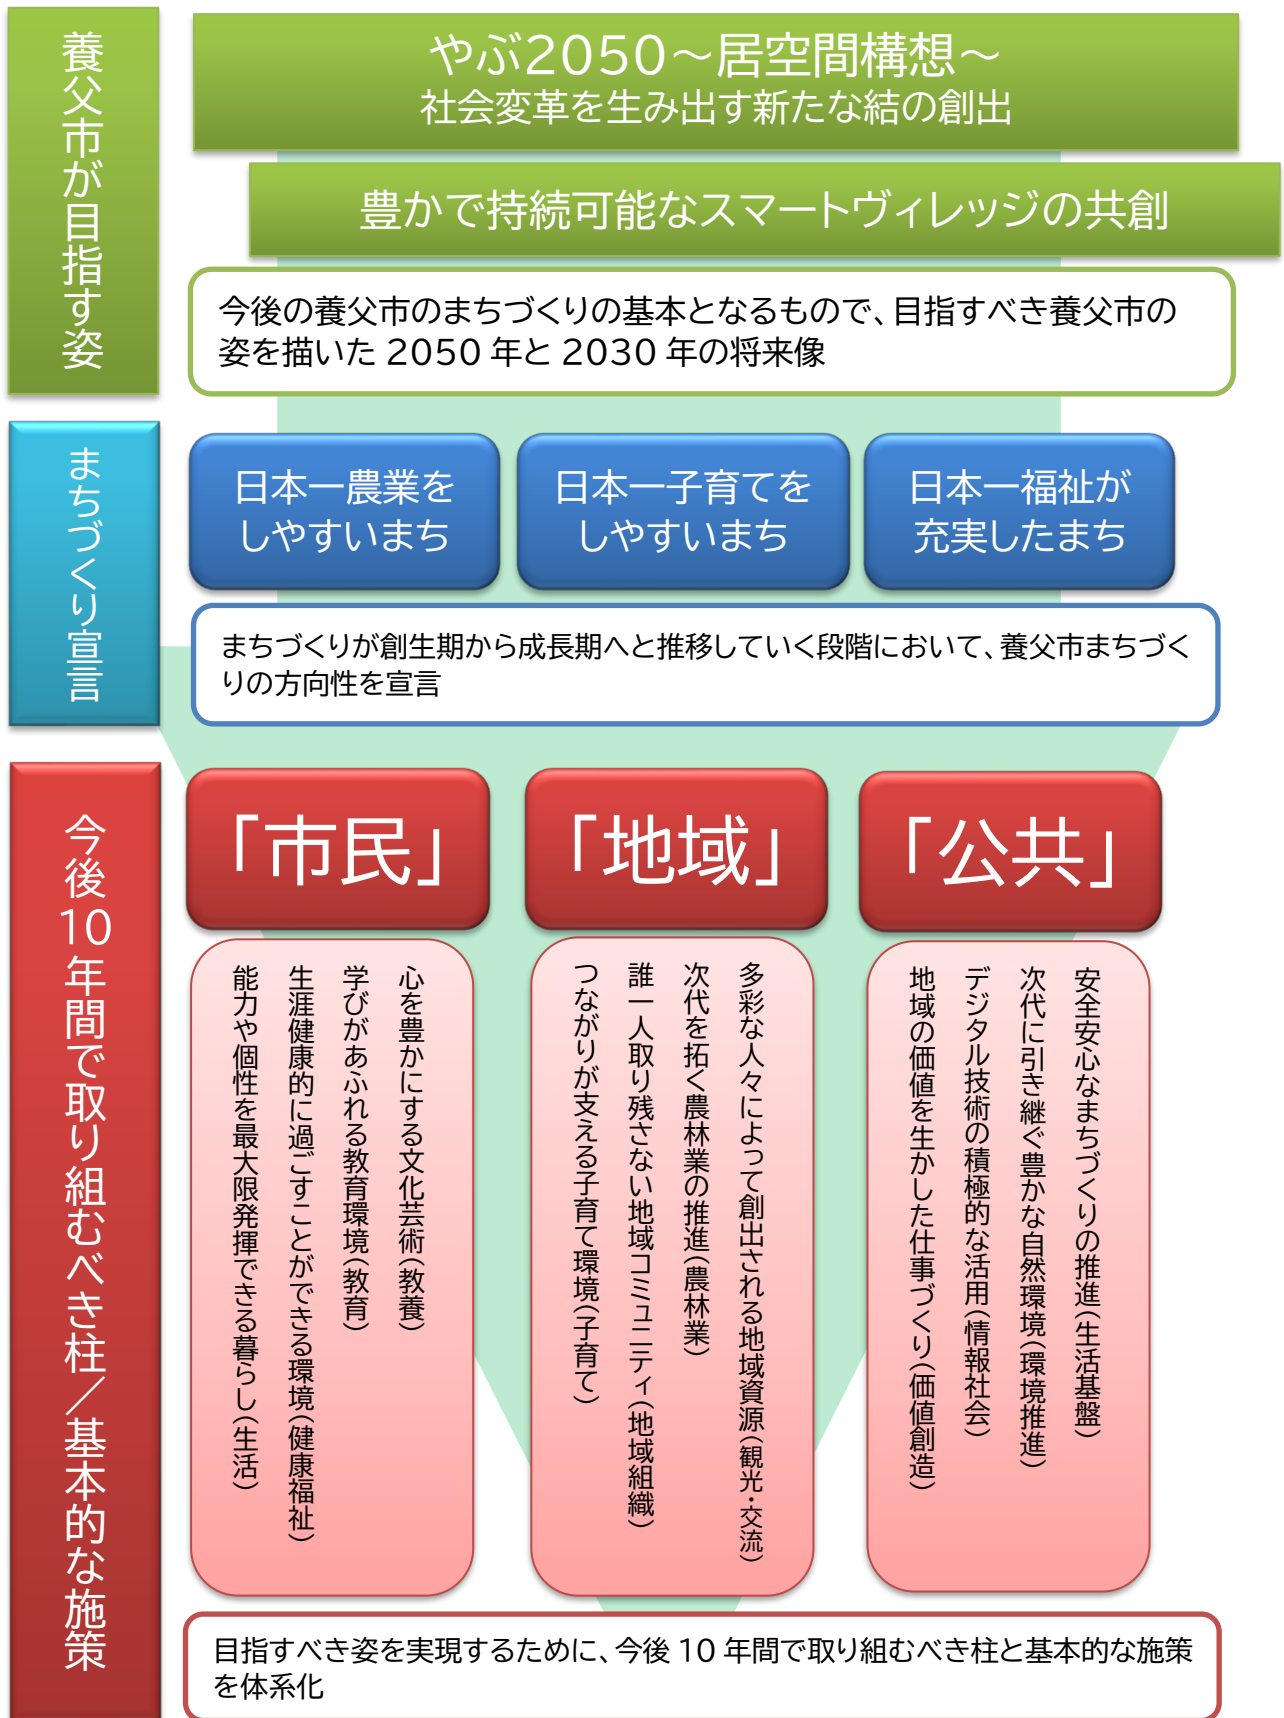 養父市が目指す姿
やぶ2050～居空間構想～
社会変革を生み出す新たな結の創出
豊かで持続可能なスマートヴィレッジの共創
今後の養父市のまちづくりの基本となるもので、目指すべき養父市の
姿を描いた 2050 年と 2030 年の将来像
まちづくり宣言
日本一農業を
しやすいまち
日本一子育てを
しやすいまち
日本一福祉が
充実したまち
まちづくりが創生期から成長期へと推移していく段階において、養父市まちづく
りの方向性を宣言
今後10年間で取り組むべき柱／基本的な施策
「市民」
心を豊かにする文化芸術(教養)
学びがあふれる教育環境(教育)
生涯健康的に過ごすことができる環境(健康福祉)
能力や個性を最大限発揮できる暮らし(生活)
「地域」
多彩な人々によって創出される地域資源(観光・交流)
次代を拓く農林業の推進(農林業)
誰一人取り残さない地域コミュニティ(地域組織)
つながりが支える子育て環境(子育て)
「公共」
安全安心なまちづくりの推進(生活基盤)
次代に引き継ぐ豊かな自然環境(環境推進)
デジタル技術の積極的な活用(情報社会)
地域の価値を生かした仕事づくり(価値創造)
目指すべき姿を実現するために、今後 10 年間で取り組むべき柱と基本的な施策
を体系化